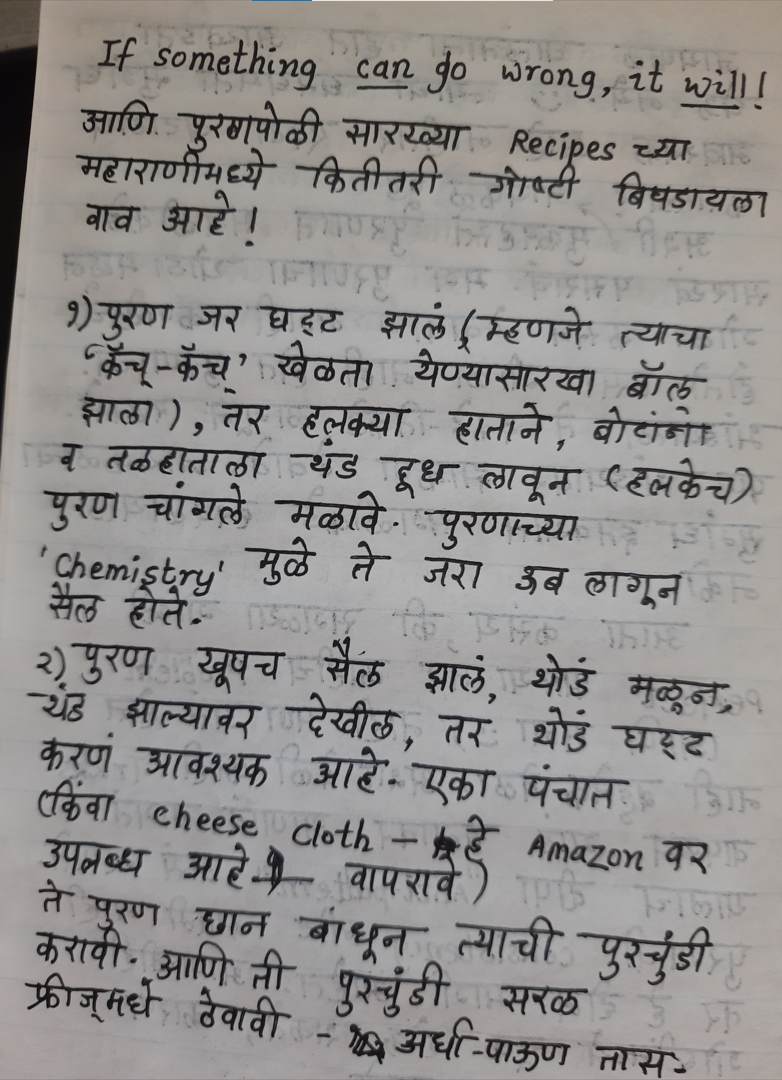 If something can go wrong, it will!
आणि पुरणपोळी सारख्या Recipes च्या
महाराणीमध्ये कितीतरी गोष्टी बिघडायला
वाव आहे!
१) पुरण जर घट्ट झालं (म्हणजे त्याचा
'कॅच्-कॅच्' खेळता येण्यासारखा बॉल
झाला), तर हलक्या हाताने, बोटांना
व तळहाताला थंड दूध लावून (हलकेच)
पुरण चांगले मळावे. पुरणाच्या
'Chemistry' मुळे ते जरा ऊब लागून
सैल होते.
२) पुरण खूपच सैल झालं, थोडं मळून,
थंड झाल्यावर देखील, तर थोडं घट्ट
करणं आवश्यक आहे. एका पंचात
(किंवा cheese cloth - हे Amazon वर
उपलब्ध आहे - वापरावे)
ते पुरण छान बांधून त्याची पुरचुंडी
करावी. आणि ती पुरचुंडी सरळ
फ्रीज्‌मधे ठेवावी - अर्धा-पाऊण तास.